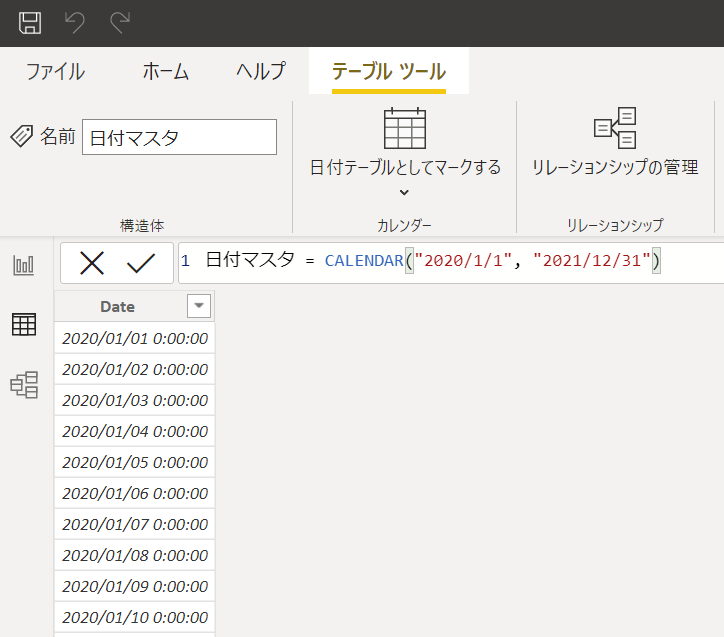 ファイル ホーム ヘルプ テーブル ツール
名前 日付マスタ
日付テーブルとしてマークする
リレーションシップの管理
構造体 カレンダー リレーションシップ
1 日付マスタ = CALENDAR("2020/1/1", "2021/12/31")
Date
2020/01/01 0:00:00
2020/01/02 0:00:00
2020/01/03 0:00:00
2020/01/04 0:00:00
2020/01/05 0:00:00
2020/01/06 0:00:00
2020/01/07 0:00:00
2020/01/08 0:00:00
2020/01/09 0:00:00
2020/01/10 0:00:00